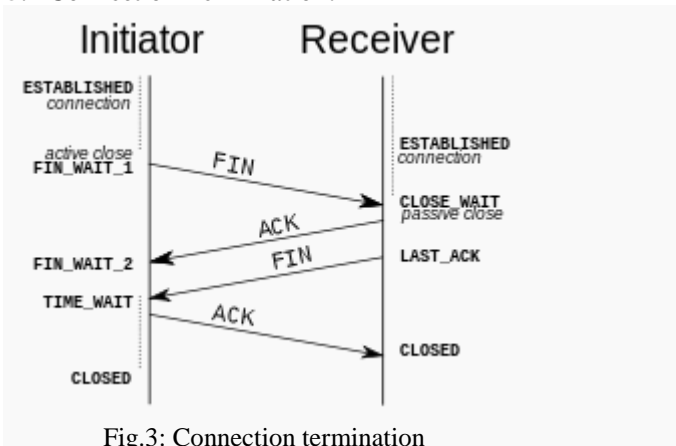 Initiator Receiver
ESTABLISHED
connection
ESTABLISHED
connection
active close
FIN_WAIT_1
FIN
CLOSE_WAIT
passive close
ACK
FIN_WAIT_2
FIN
LAST_ACK
TIME_WAIT
ACK
CLOSED
CLOSED
Fig.3: Connection termination